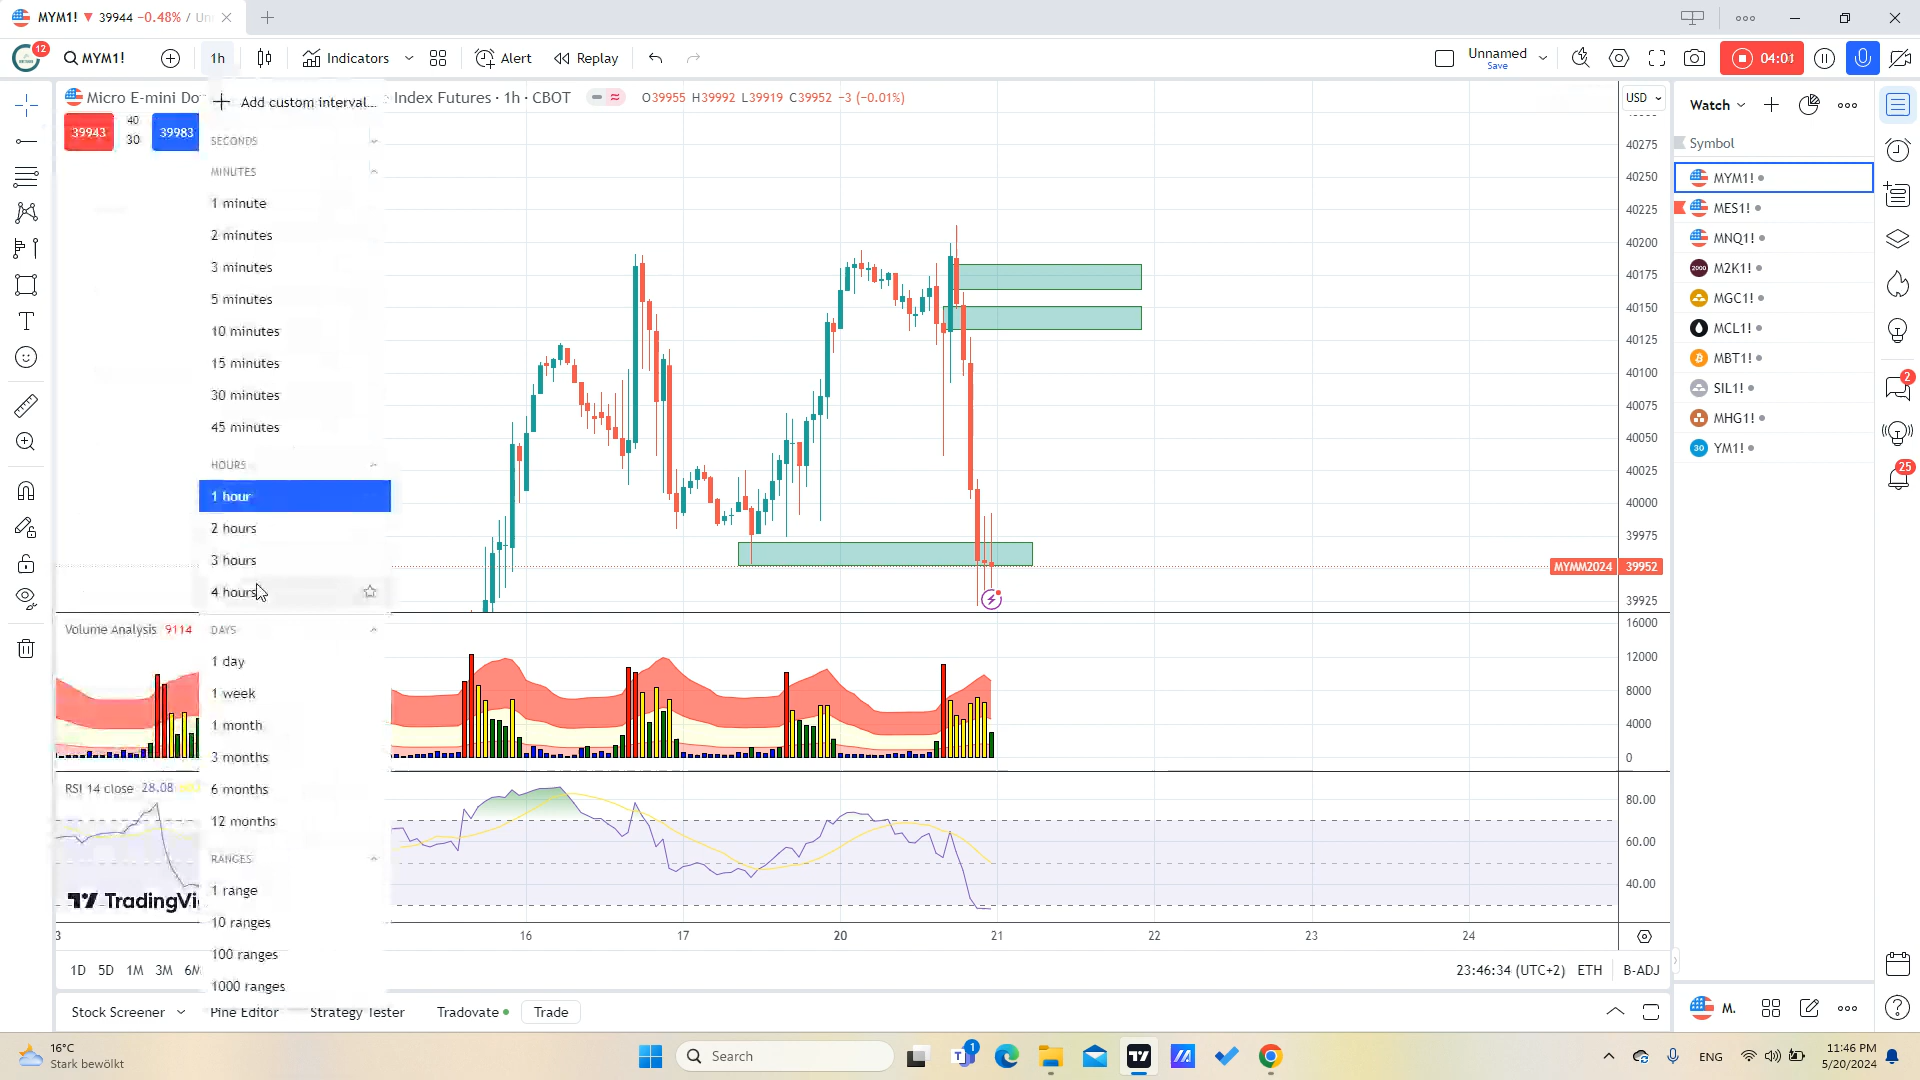 MYM1! ▼ 39944 −0.48% / Un
12 MYM1! 1h Indicators Alert Replay Unnamed Save 04:01
Micro E-mini Do Index Futures · 1h · CBOT O39955 H39992 L39919 C39952 −3 (−0.01%)
39943 40 30 39983
Add custom interval...
SECONDS
MINUTES
1 minute
2 minutes
3 minutes
5 minutes
10 minutes
15 minutes
30 minutes
45 minutes
HOURS
1 hour
2 hours
3 hours
4 hours
DAYS
1 day
1 week
1 month
3 months
6 months
12 months
RANGES
1 range
10 ranges
100 ranges
1000 ranges
USD
40275
40250
40225
40200
40175
40150
40125
40100
40075
40050
40025
40000
39975
MYMM2024 39952
39925
Volume Analysis 9114
16000
12000
8000
4000
0
RSI 14 close 28.08
80.00
60.00
40.00
TradingVi
3 16 17 20 21 22 23 24
1D 5D 1M 3M 6M 23:46:34 (UTC+2) ETH B-ADJ
Stock Screener Pine Editor Strategy Tester Tradovate Trade
Watch
Symbol
MYM1!
MES1!
MNQ1!
2000 M2K1!
MGC1!
MCL1!
MBT1!
SIL1!
MHG1!
30 YM1!
2
25
M.
16°C
Stark bewölkt
Search
1
ENG
11:46 PM
5/20/2024